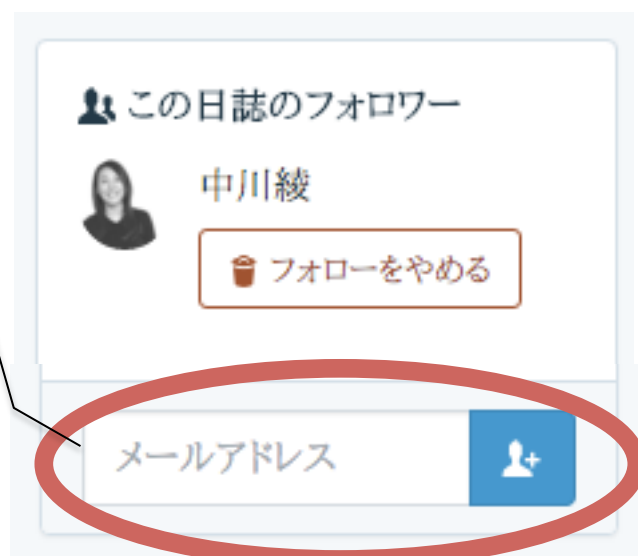 この日誌のフォロワー
中川綾
フォローをやめる
メールアドレス